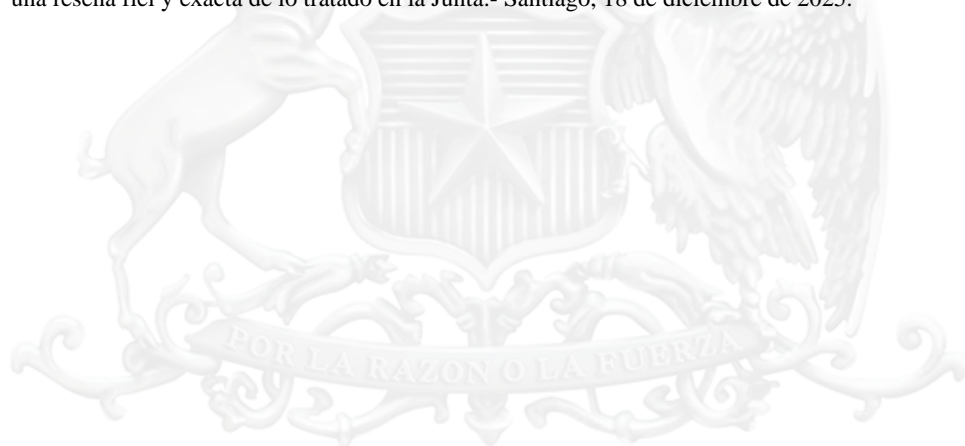 una reseña fiel y exacta de lo tratado en la Junta.- Santiago, 18 de diciembre de 2025.
POR LA RAZON O LA FUERZA